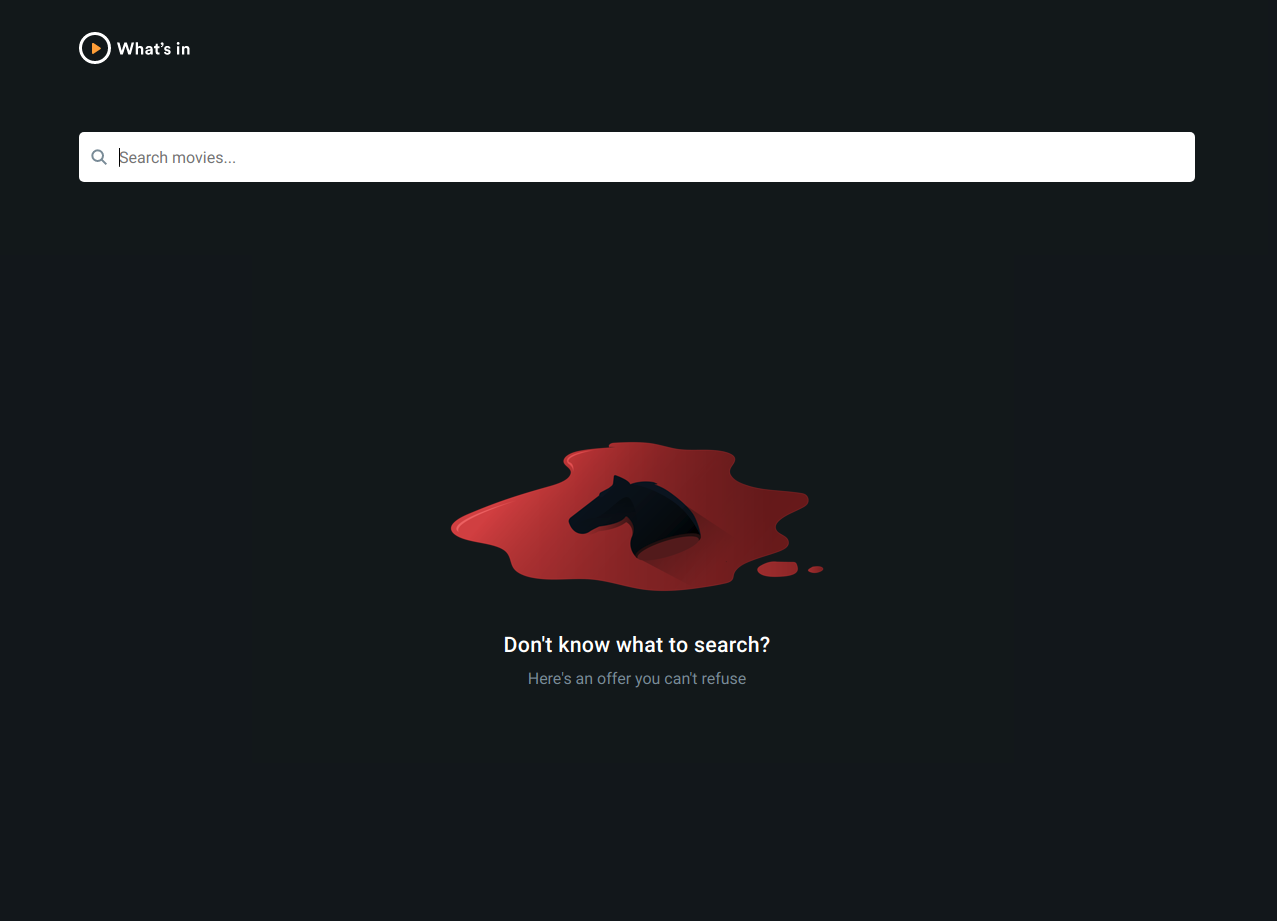 What's in
Search movies...
Don't know what to search?
Here's an offer you can't refuse